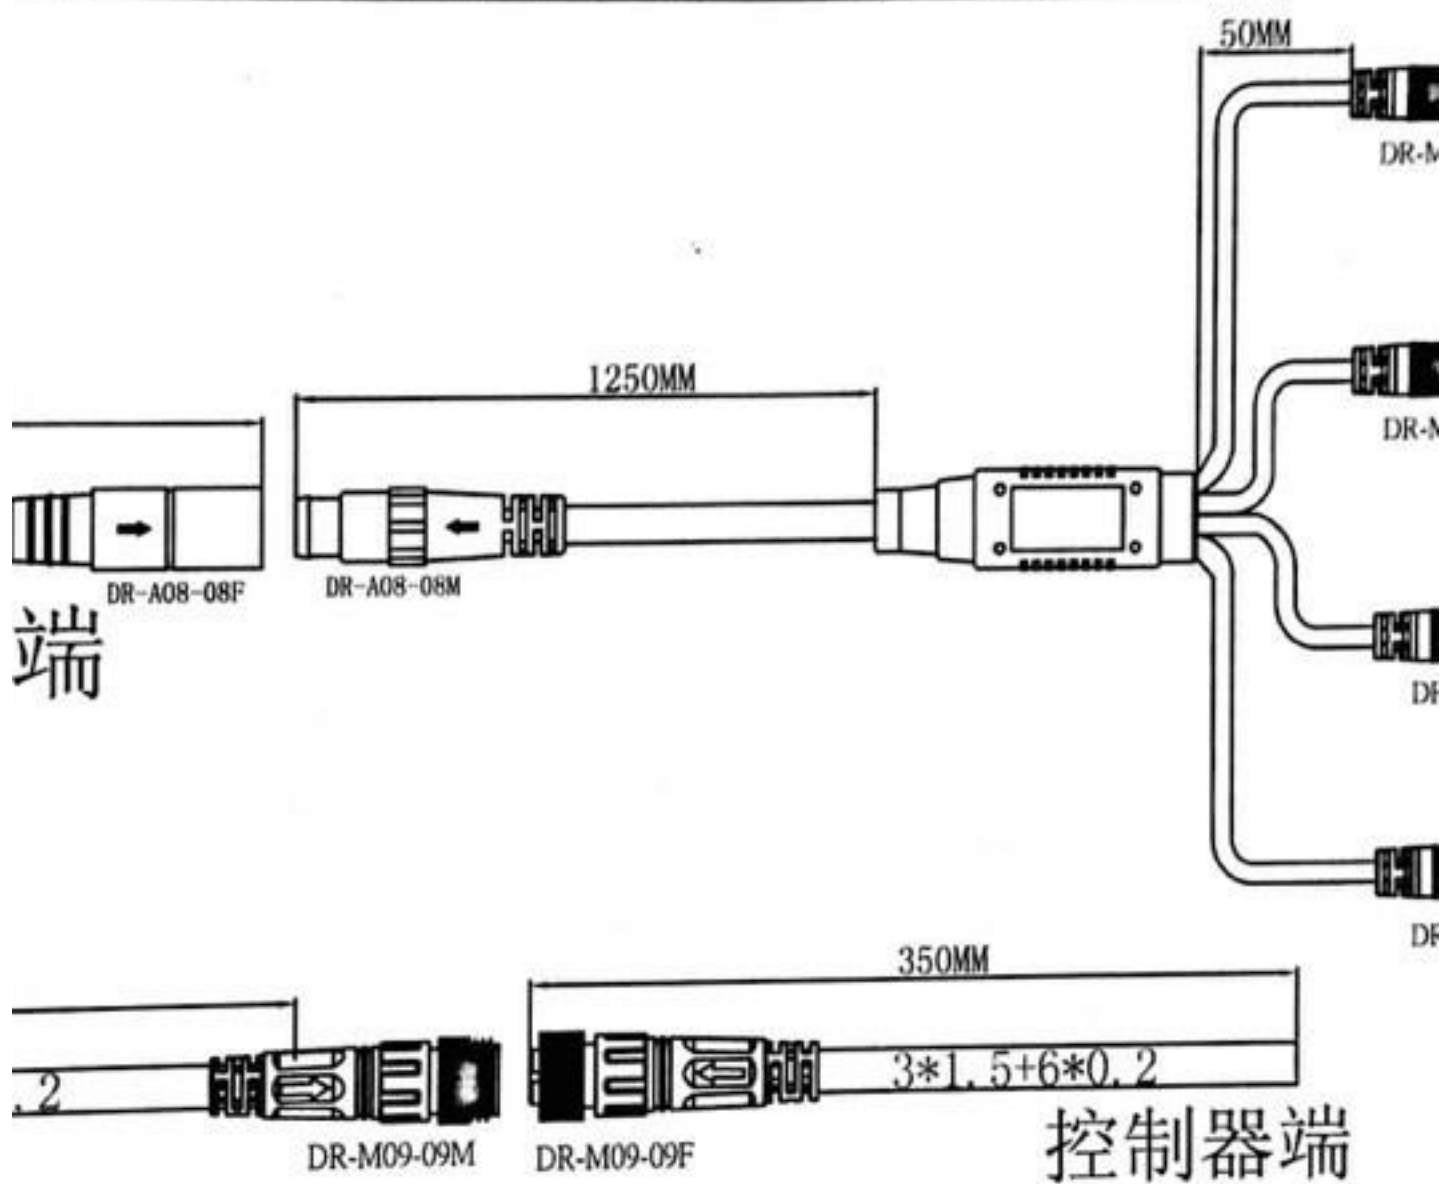 50MM
DR-M
1250MM
DR-M
DR-A08-08F
DR-A08-08M
端
DR
DR
350MM
.2
3*1.5+6*0.2
DR-M09-09M
DR-M09-09F
控制器端